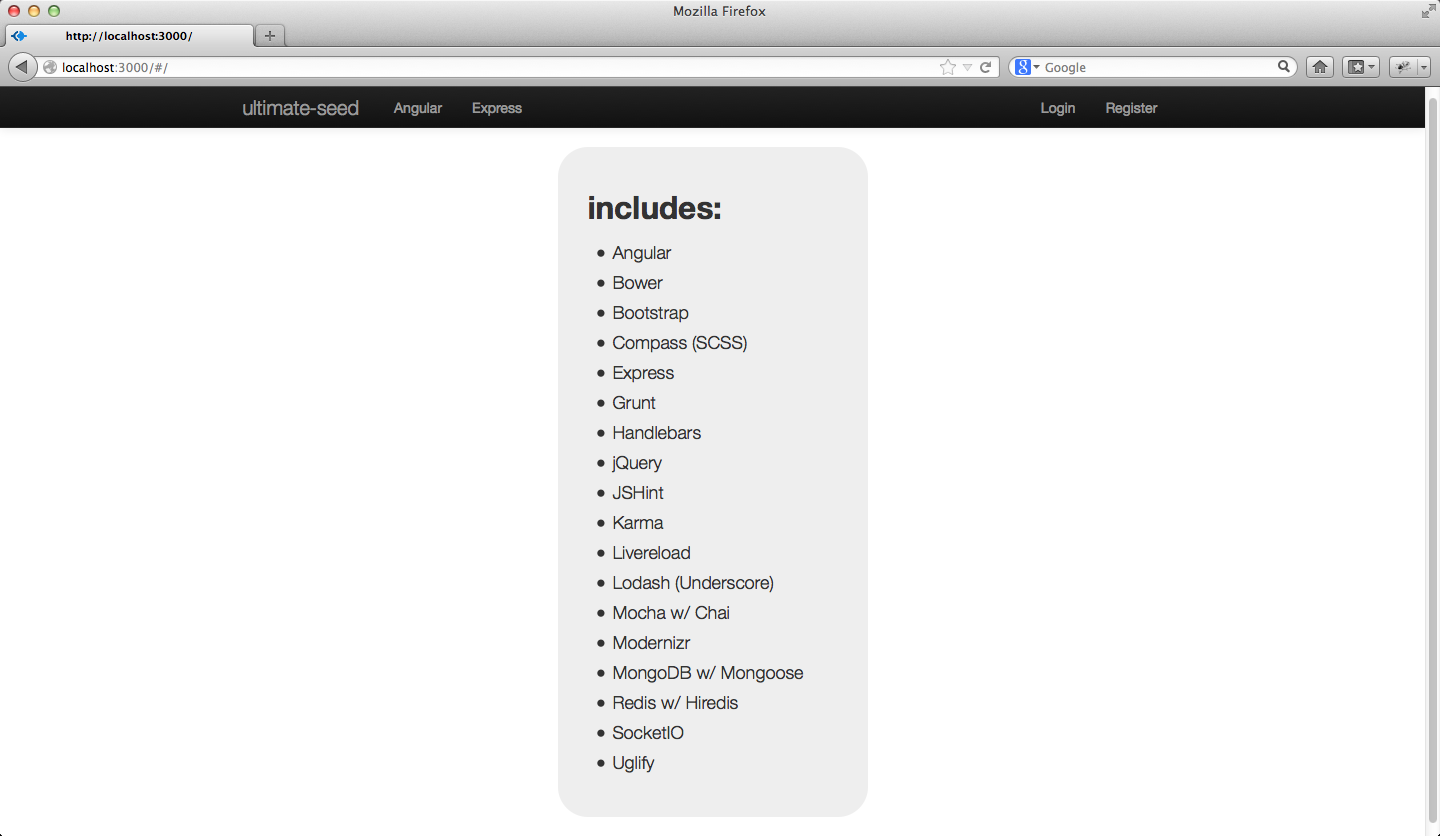 Mozilla Firefox
http://localhost:3000/
localhost:3000/#/
Google
ultimate-seed Angular Express Login Register
includes:
Angular
Bower
Bootstrap
Compass (SCSS)
Express
Grunt
Handlebars
jQuery
JSHint
Karma
Livereload
Lodash (Underscore)
Mocha w/ Chai
Modernizr
MongoDB w/ Mongoose
Redis w/ Hiredis
SocketIO
Uglify